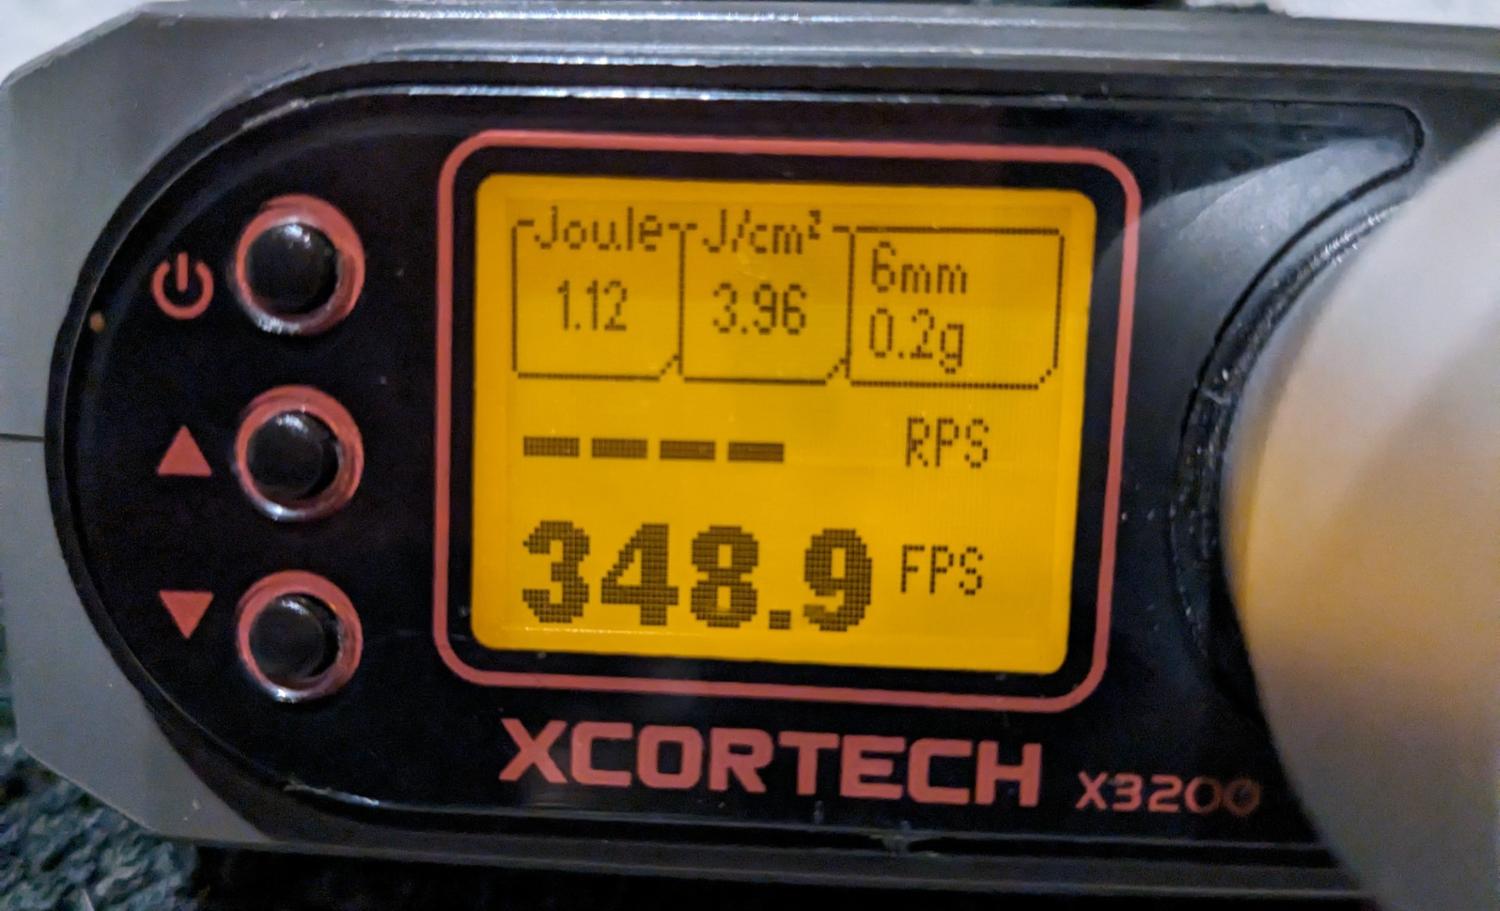 Joule J/cm² 6mm
1.12 3.96 0.2g
---- RPS
348.9 FPS
XCORTECH X3200